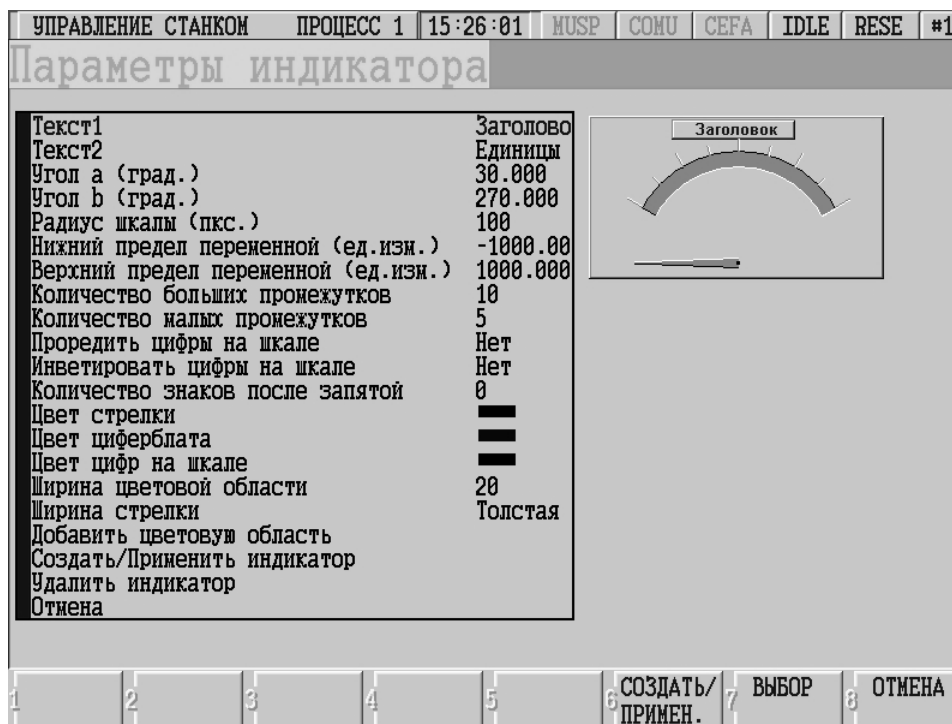 УПРАВЛЕНИЕ СТАНКОМ ПРОЦЕСС 1 15:26:01 MUSP COMU CEFA IDLE RESE #1
Параметры индикатора
Текст1 Заголово
Текст2 Единицы
Угол a (град.) 30.000
Угол b (град.) 270.000
Радиус шкалы (пкс.) 100
Нижний предел переменной (ед.изм.) -1000.00
Верхний предел переменной (ед.изм.) 1000.000
Количество больших промежутков 10
Количество малых промежутков 5
Проредить цифры на шкале Нет
Инветировать цифры на шкале Нет
Количество знаков после запятой 0
Цвет стрелки
Цвет циферблата
Цвет цифр на шкале
Ширина цветовой области 20
Ширина стрелки Толстая
Добавить цветовую область
Создать/Применить индикатор
Удалить индикатор
Отмена
Заголовок
1 2 3 4 5 6 СОЗДАТЬ/ ПРИМЕН. 7 ВЫБОР 8 ОТМЕНА